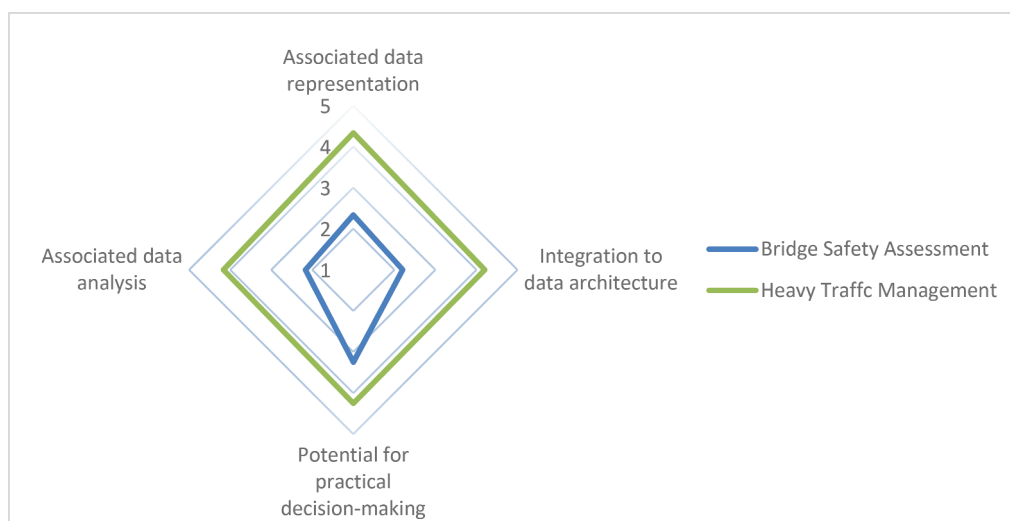 Associated data
representation
5
4
3
2
1
Associated data
analysis
Integration to
data architecture
Bridge Safety Assessment
Heavy Traffc Management
Potential for
practical
decision-making